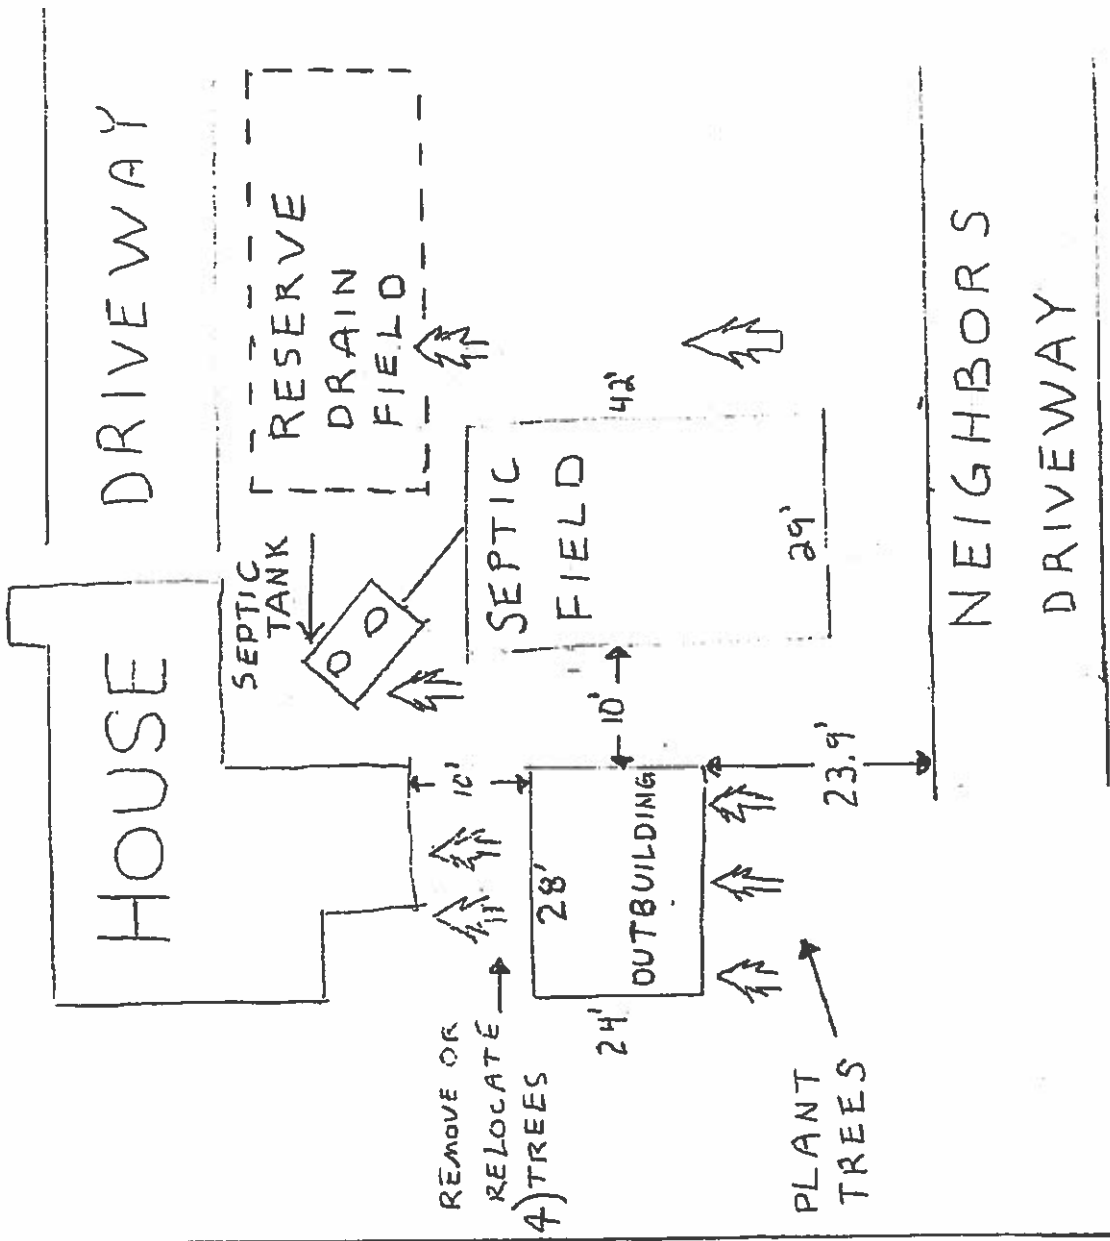 HOUSE
DRIVEWAY
SEPTIC
TANK
RESERVE
DRAIN
FIELD
REMOVE OR
RELOCATE
4) TREES
10'
28'
24'
OUTBUILDING
10'
SEPTIC
FIELD
42'
29'
23.9'
PLANT
TREES
NEIGHBORS
DRIVEWAY